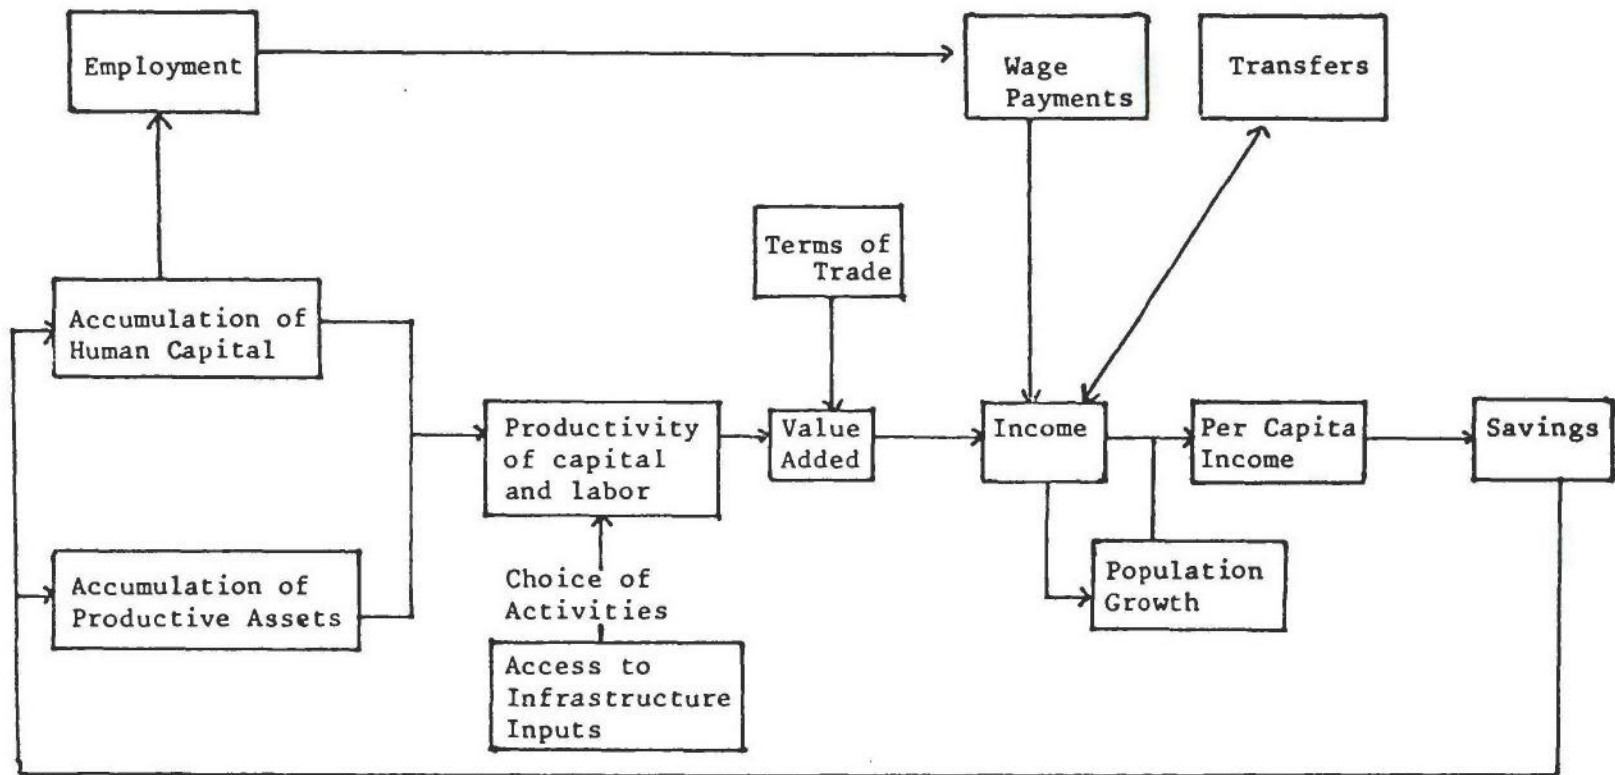 Employment
Wage
Payments
Transfers
Terms of
Trade
Accumulation of
Human Capital
Productivity
of capital
and labor
Value
Added
Income
Per Capita
Income
Savings
Accumulation of
Productive Assets
Choice of
Activities
Population
Growth
Access to
Infrastructure
Inputs